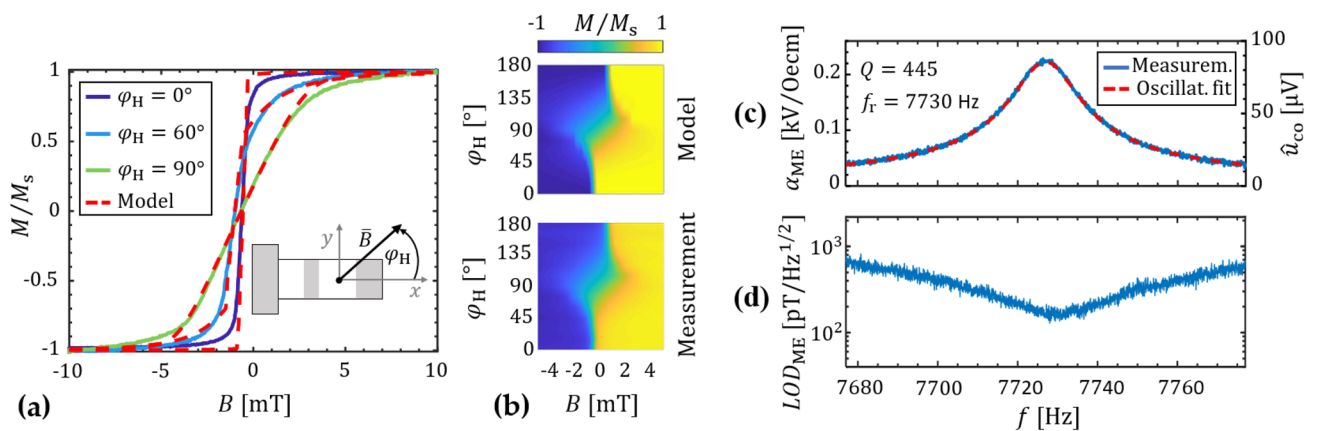 1
0.5
0
-0.5
-1
M/Ms
φH = 0°
φH = 60°
φH = 90°
Model
y
B̄
φH
x
-10
-5
0
5
10
B [mT]
(a)
-1
M/Ms
1
180
135
90
45
0
φH [°]
Model
180
135
90
45
0
φH [°]
Measurement
-4
-2
0
2
4
B [mT]
(b)
(c)
αME [kV/Oecm]
0.2
0.1
0
Q = 445
fr = 7730 Hz
Measurem.
Oscillat. fit
100
50
0
ûco [μV]
(d)
LODME [pT/Hz1/2]
103
102
7680
7700
7720
7740
7760
f [Hz]